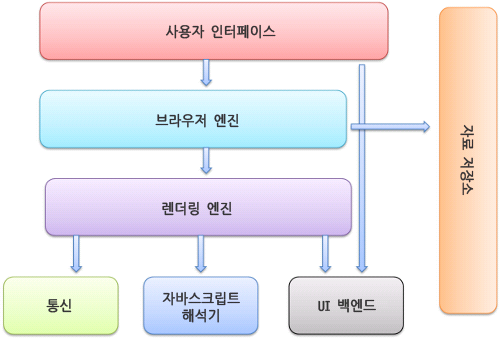 사용자 인터페이스
브라우저 엔진
자료 저장소
렌더링 엔진
통신
자바스크립트
해석기
UI 백엔드